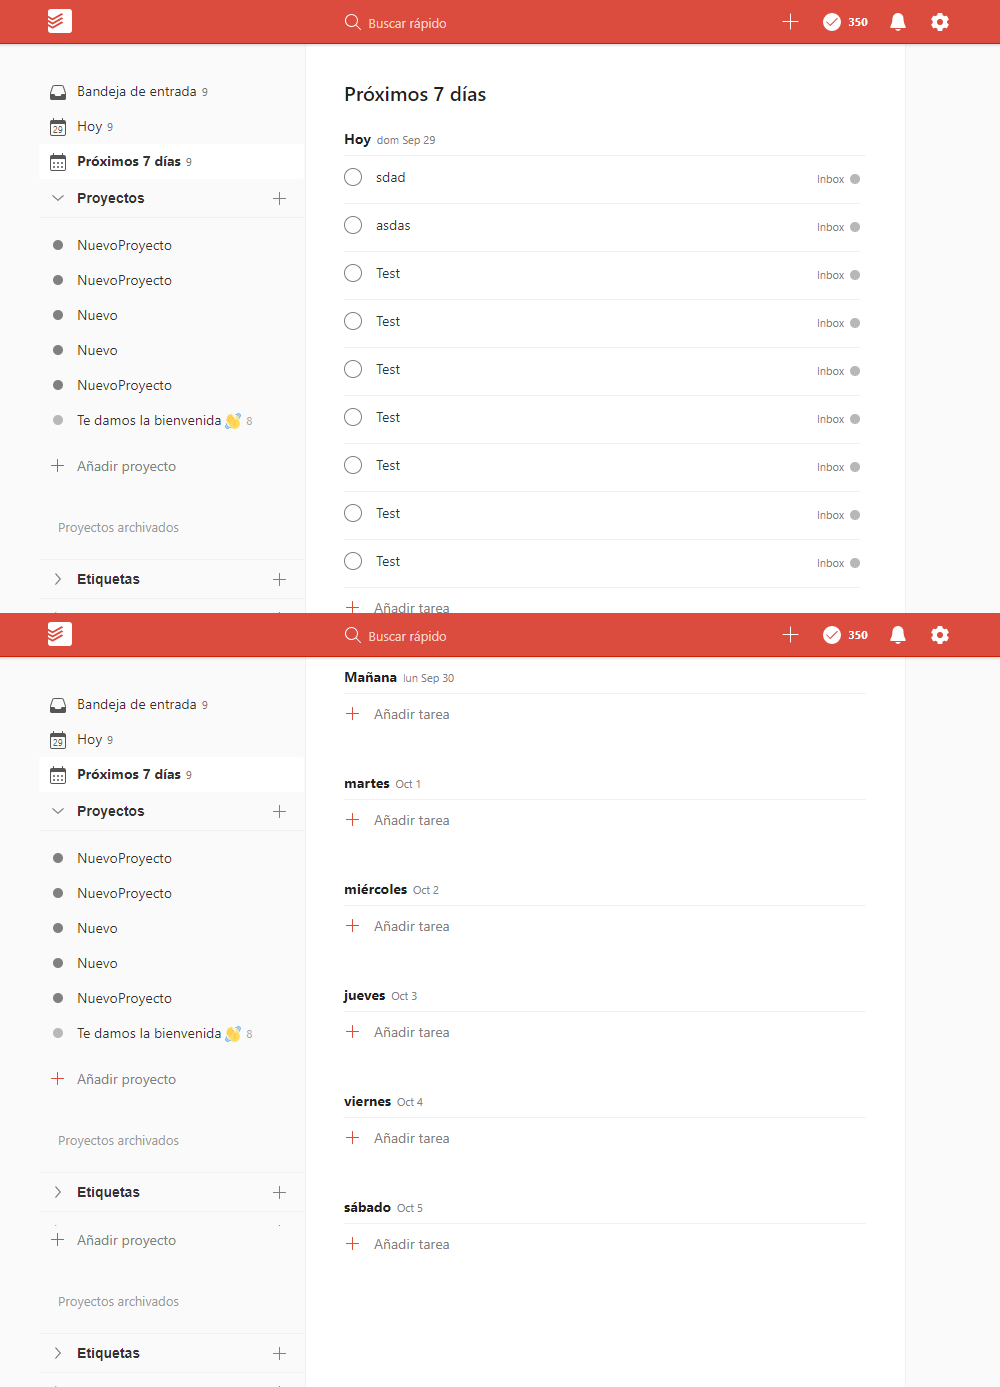 Buscar rápido
350
Bandeja de entrada 9
29 Hoy 9
Próximos 7 días 9
Proyectos
NuevoProyecto
NuevoProyecto
Nuevo
Nuevo
NuevoProyecto
Te damos la bienvenida 👋 8
Añadir proyecto
Proyectos archivados
Etiquetas
Próximos 7 días
Hoy dom Sep 29
sdad Inbox
asdas Inbox
Test Inbox
Test Inbox
Test Inbox
Test Inbox
Test Inbox
Test Inbox
Test Inbox
Añadir tarea
Buscar rápido
350
Bandeja de entrada 9
29 Hoy 9
Próximos 7 días 9
Proyectos
NuevoProyecto
NuevoProyecto
Nuevo
Nuevo
NuevoProyecto
Te damos la bienvenida 👋 8
Añadir proyecto
Proyectos archivados
Etiquetas
Añadir proyecto
Proyectos archivados
Etiquetas
Mañana lun Sep 30
Añadir tarea
martes Oct 1
Añadir tarea
miércoles Oct 2
Añadir tarea
jueves Oct 3
Añadir tarea
viernes Oct 4
Añadir tarea
sábado Oct 5
Añadir tarea